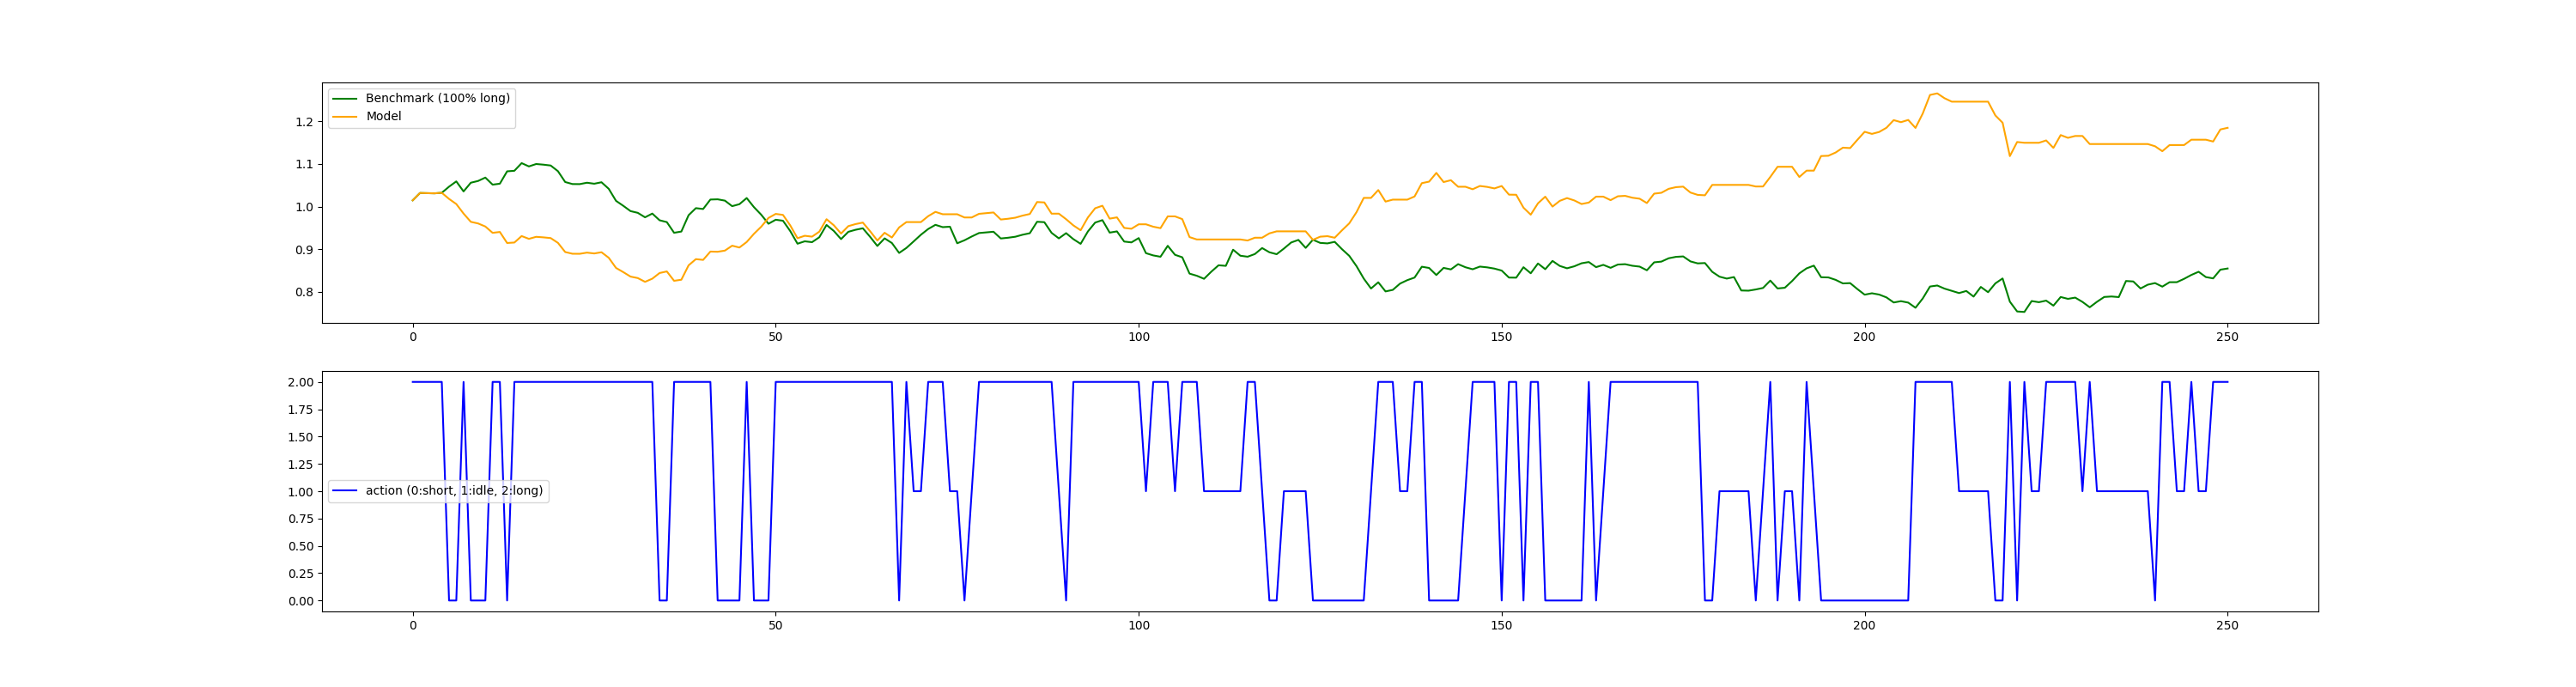 Benchmark (100% long)
Model
1.2
1.1
1.0
0.9
0.8
0 50 100 150 200 250
2.00
1.75
1.50
1.25
1.00
0.75
0.50
0.25
0.00
action (0:short, 1:idle, 2:long)
0 50 100 150 200 250